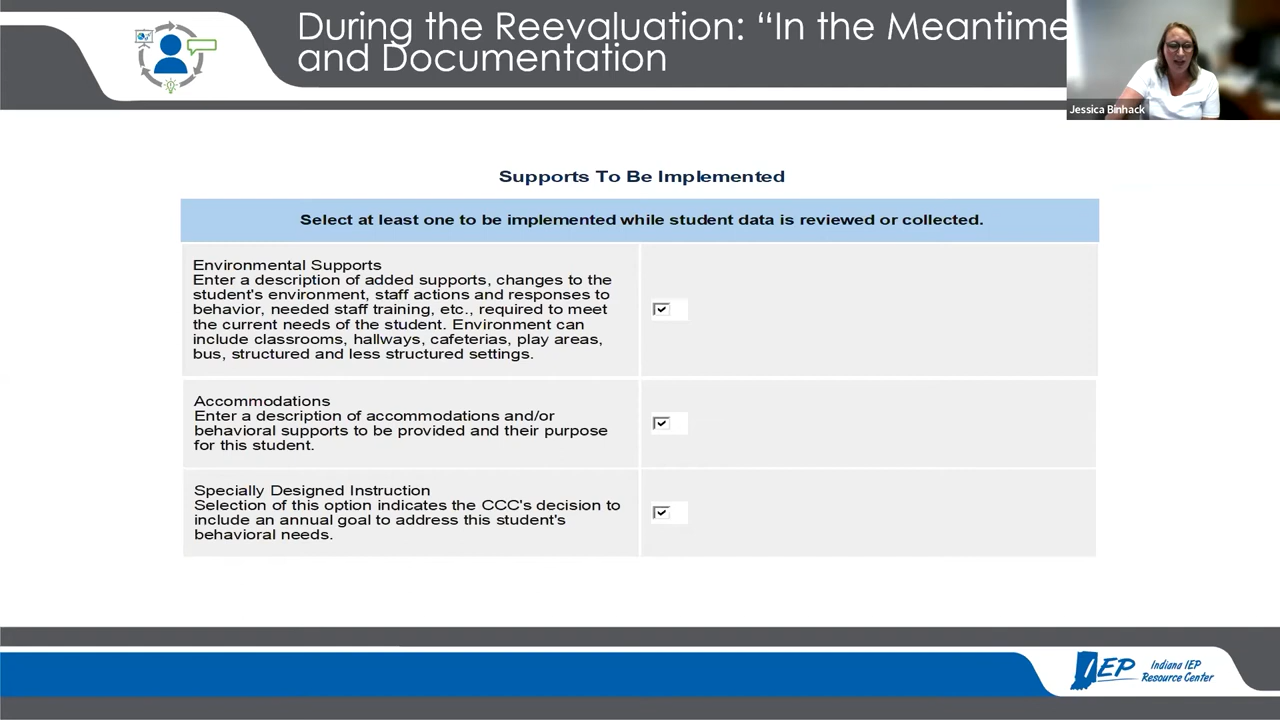 During the Reevaluation: “In the Meantime
and Documentation
Jessica Binhack
Supports To Be Implemented
Select at least one to be implemented while student data is reviewed or collected.
Environmental Supports
Enter a description of added supports, changes to the
student's environment, staff actions and responses to
behavior, needed staff training, etc., required to meet
the current needs of the student. Environment can
include classrooms, hallways, cafeterias, play areas,
bus, structured and less structured settings.
Accommodations
Enter a description of accommodations and/or
behavioral supports to be provided and their purpose
for this student.
Specially Designed Instruction
Selection of this option indicates the CCC's decision to
include an annual goal to address this student's
behavioral needs.
IEP
Indiana IEP
Resource Center